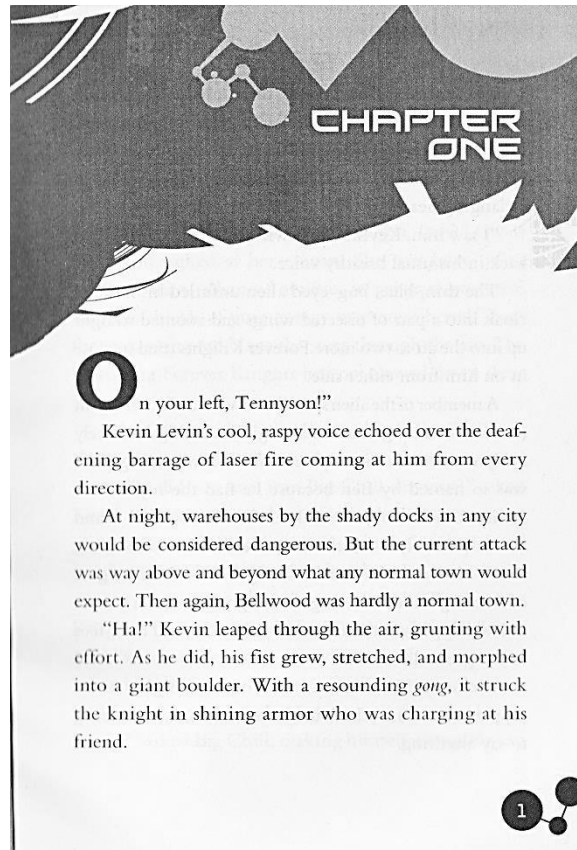 CHAPTER
ONE
On your left, Tennyson!”
Kevin Levin’s cool, raspy voice echoed over the deaf-
ening barrage of laser fire coming at him from every
direction.
At night, warehouses by the shady docks in any city
would be considered dangerous. But the current attack
was way above and beyond what any normal town would
expect. Then again, Bellwood was hardly a normal town.
“Ha!” Kevin leaped through the air, grunting with
effort. As he did, his fist grew, stretched, and morphed
into a giant boulder. With a resounding gong, it struck
the knight in shining armor who was charging at his
friend.
1